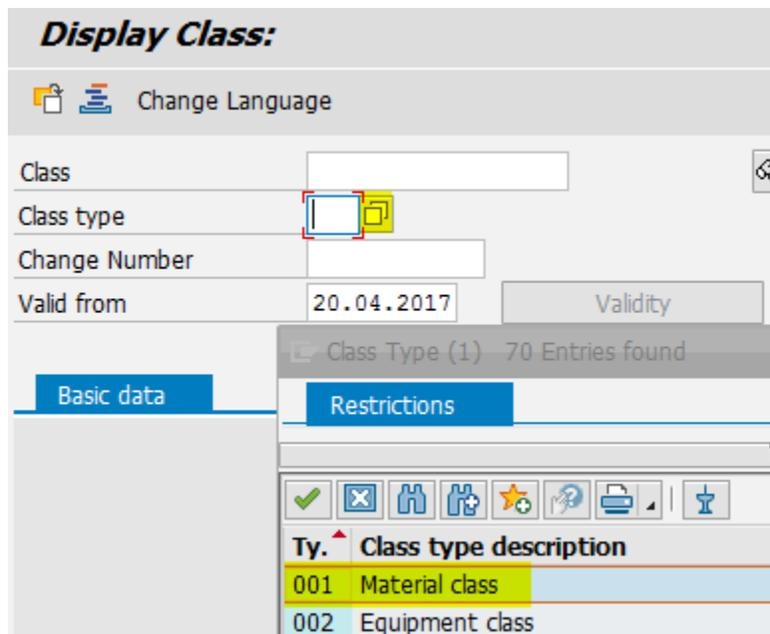 Display Class:
Change Language
Class
Class type
Change Number
Valid from 20.04.2017 Validity
Class Type (1) 70 Entries found
Basic data
Restrictions
Ty. Class type description
001 Material class
002 Equipment class